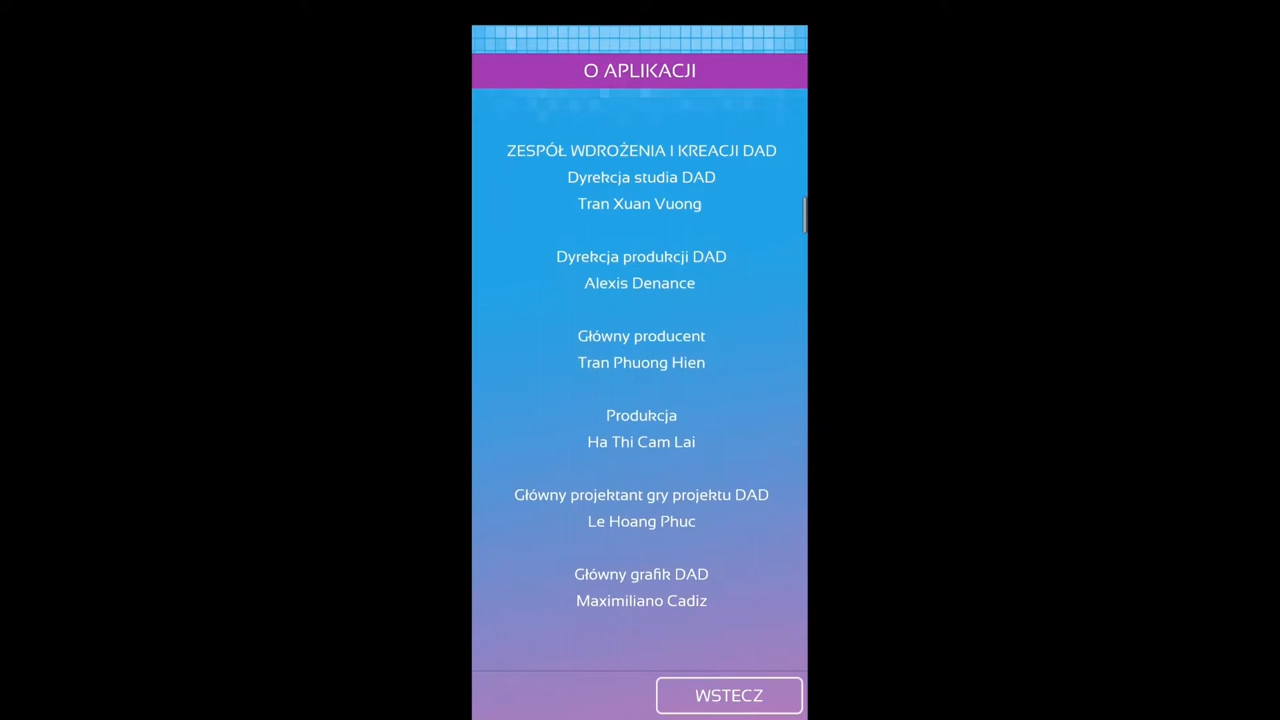 O APLIKACJI
ZESPÓŁ WDROŻENIA I KREACJI DAD
Dyrekcja studia DAD
Tran Xuan Vuong
Dyrekcja produkcji DAD
Alexis Denance
Główny producent
Tran Phuong Hien
Produkcja
Ha Thi Cam Lai
Główny projektant gry projektu DAD
Le Hoang Phuc
Główny grafik DAD
Maximiliano Cadiz
WSTECZ